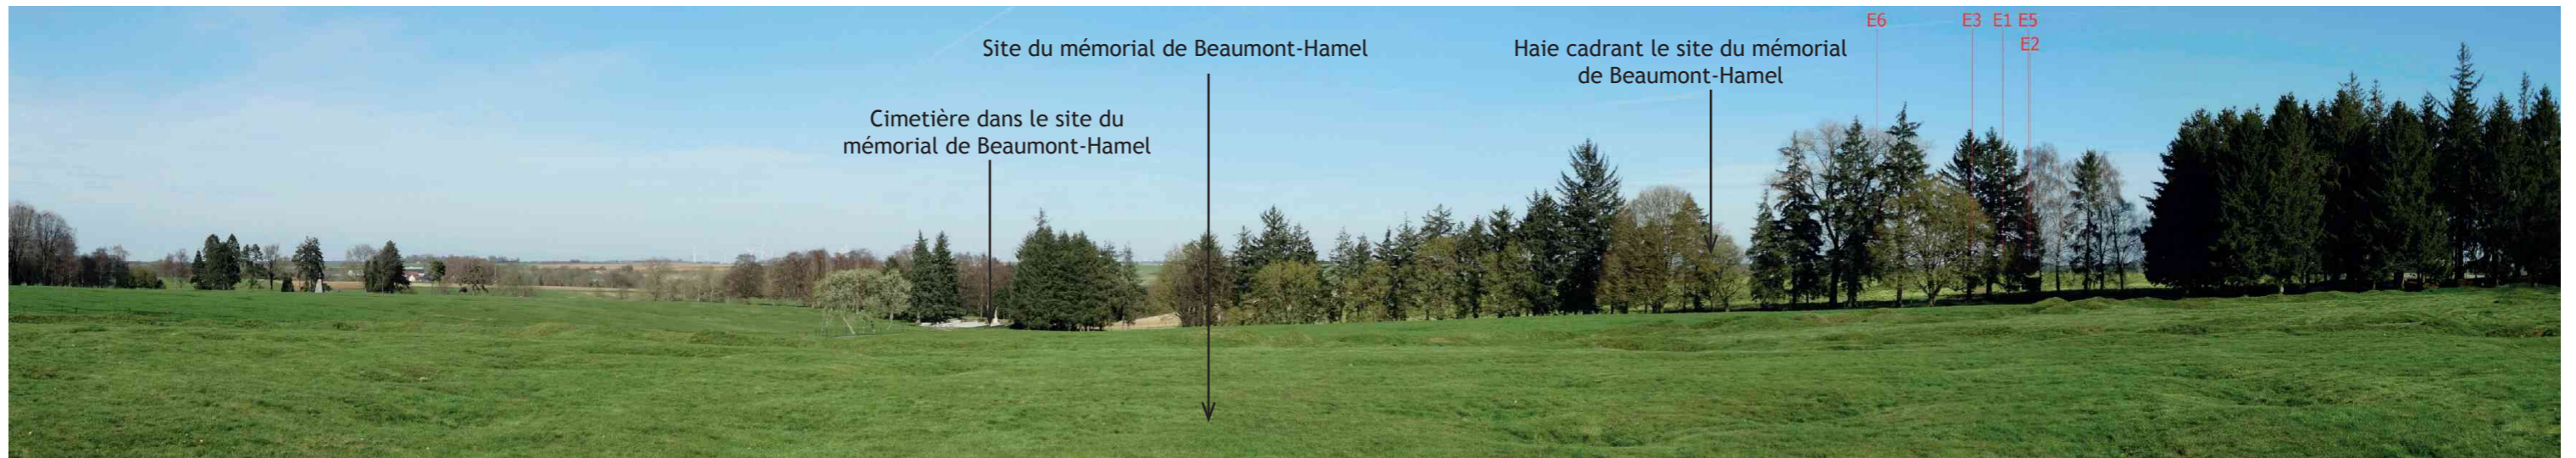 Site du mémorial de Beaumont-Hamel
Cimetière dans le site du
mémorial de Beaumont-Hamel
Haie cadrant le site du mémorial
de Beaumont-Hamel
E6
E3
E1
E5
E2